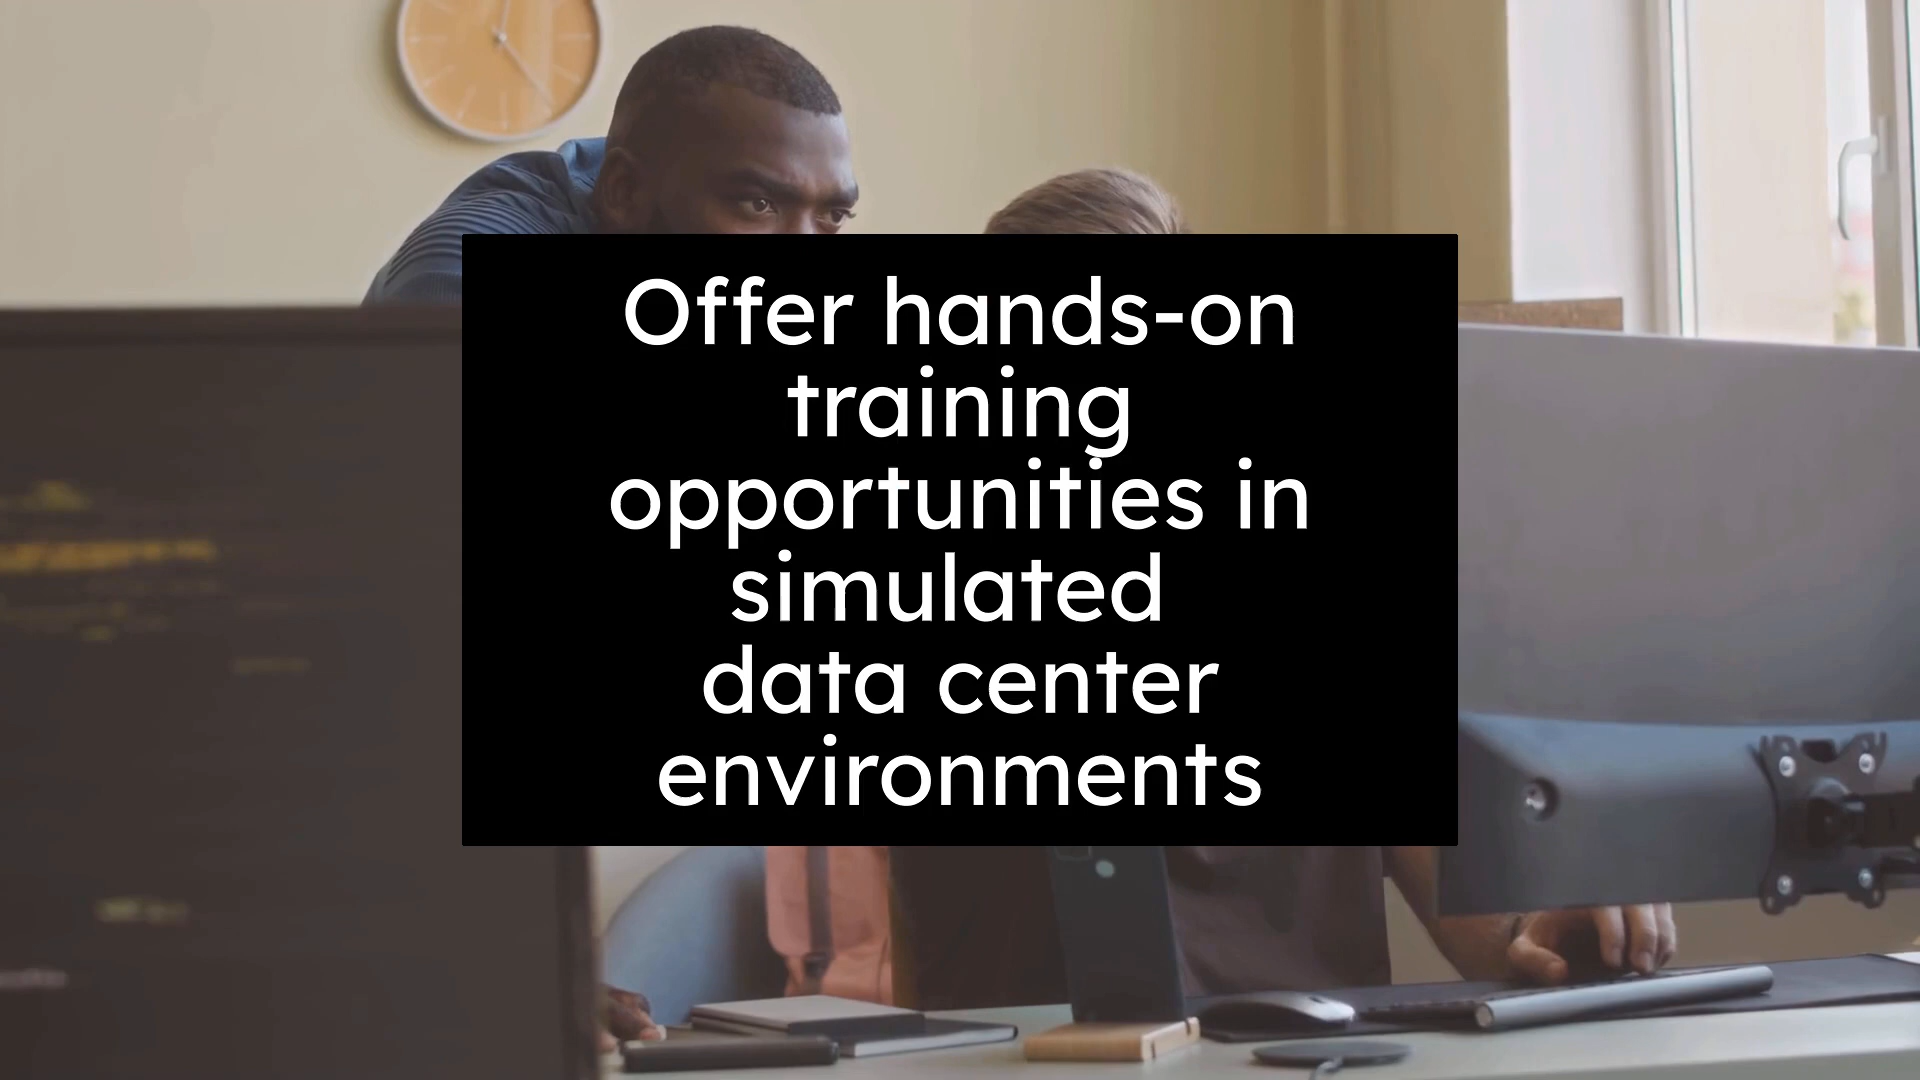 Offer hands-on
training
opportunities in
simulated
data center
environments